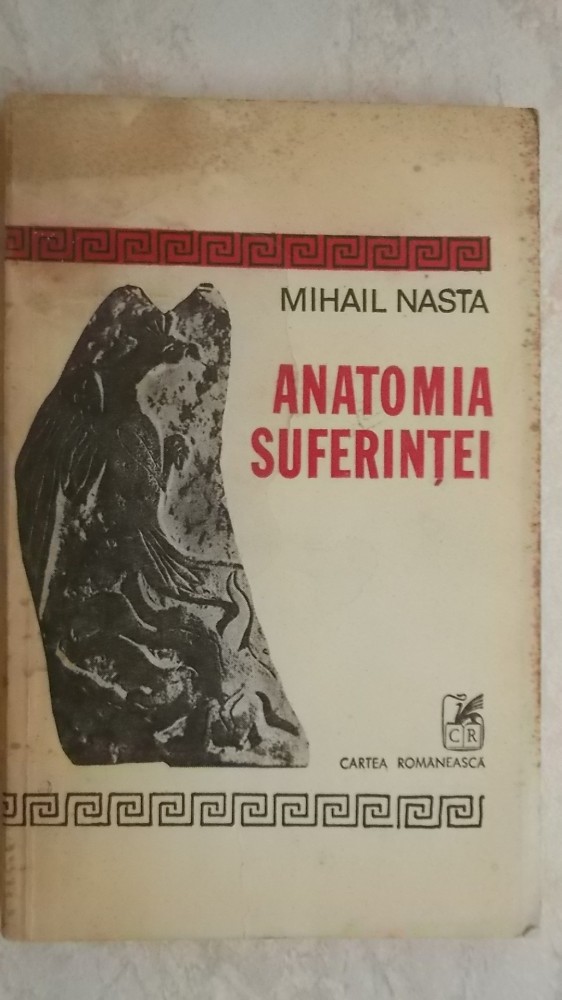 MIHAIL NASTA
ANATOMIA
SUFERINȚEI
CR
CARTEA ROMÂNEASCĂ